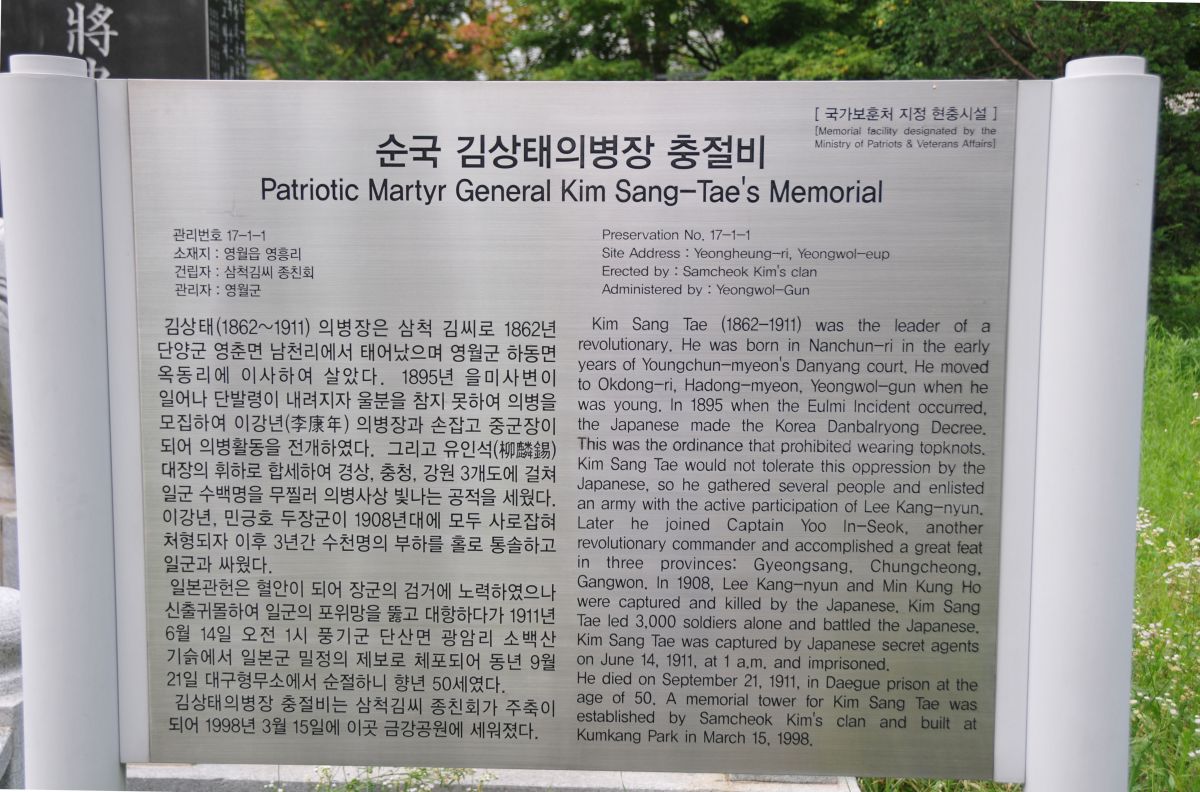 將
[ 국가보훈처 지정 현충시설 ]
[Memorial facility designated by the
Ministry of Patriots & Veterans Affairs]
순국 김상태의병장 충절비
Patriotic Martyr General Kim Sang-Tae's Memorial
관리번호 17-1-1
소재지 : 영월읍 영흥리
건립자 : 삼척김씨 종친회
관리자 : 영월군
Preservation No. 17-1-1
Site Address : Yeongheung-ri, Yeongwol-eup
Erected by : Samcheok Kim's clan
Administered by : Yeongwol-Gun
김상태(1862~1911) 의병장은 삼척 김씨로 1862년
단양군 영춘면 남천리에서 태어났으며 영월군 하동면
옥동리에 이사하여 살았다. 1895년 을미사변이
일어나 단발령이 내려지자 울분을 참지 못하여 의병을
모집하여 이강년(李康年) 의병장과 손잡고 중군장이
되어 의병활동을 전개하였다. 그리고 유인석(柳麟錫)
대장의 휘하로 합세하여 경상, 충청, 강원 3개도에 걸쳐
일군 수백명을 무찔러 의병사상 빛나는 공적을 세웠다.
이강년, 민긍호 두장군이 1908년대에 모두 사로잡혀
처형되자 이후 3년간 수천명의 부하를 홀로 통솔하고
일군과 싸웠다.
일본관헌은 혈안이 되어 장군의 검거에 노력하였으나
신출귀몰하여 일군의 포위망을 뚫고 대항하다가 1911년
6월 14일 오전 1시 풍기군 단산면 광암리 소백산
기슭에서 일본군 밀정의 제보로 체포되어 동년 9월
21일 대구형무소에서 순절하니 향년 50세였다.
김상태의병장 충절비는 삼척김씨 종친회가 주축이
되어 1998년 3월 15일에 이곳 금강공원에 세워졌다.
Kim Sang Tae (1862-1911) was the leader of a
revolutionary. He was born in Nanchun-ri in the early
years of Youngchun-myeon's Danyang court. He moved
to Okdong-ri, Hadong-myeon, Yeongwol-gun when he
was young. In 1895 when the Eulmi Incident occurred,
the Japanese made the Korea Danbalryong Decree.
This was the ordinance that prohibited wearing topknots.
Kim Sang Tae would not tolerate this oppression by the
Japanese, so he gathered several people and enlisted
an army with the active participation of Lee Kang-nyun.
Later he joined Captain Yoo In-Seok, another
revolutionary commander and accomplished a great feat
in three provinces: Gyeongsang, Chungcheong,
Gangwon. In 1908, Lee Kang-nyun and Min Kung Ho
were captured and killed by the Japanese. Kim Sang
Tae led 3,000 soldiers alone and battled the Japanese.
Kim Sang Tae was captured by Japanese secret agents
on June 14, 1911, at 1 a.m. and imprisoned.
He died on September 21, 1911, in Daegue prison at the
age of 50. A memorial tower for Kim Sang Tae was
established by Samcheok Kim's clan and built at
Kumkang Park in March 15, 1998.